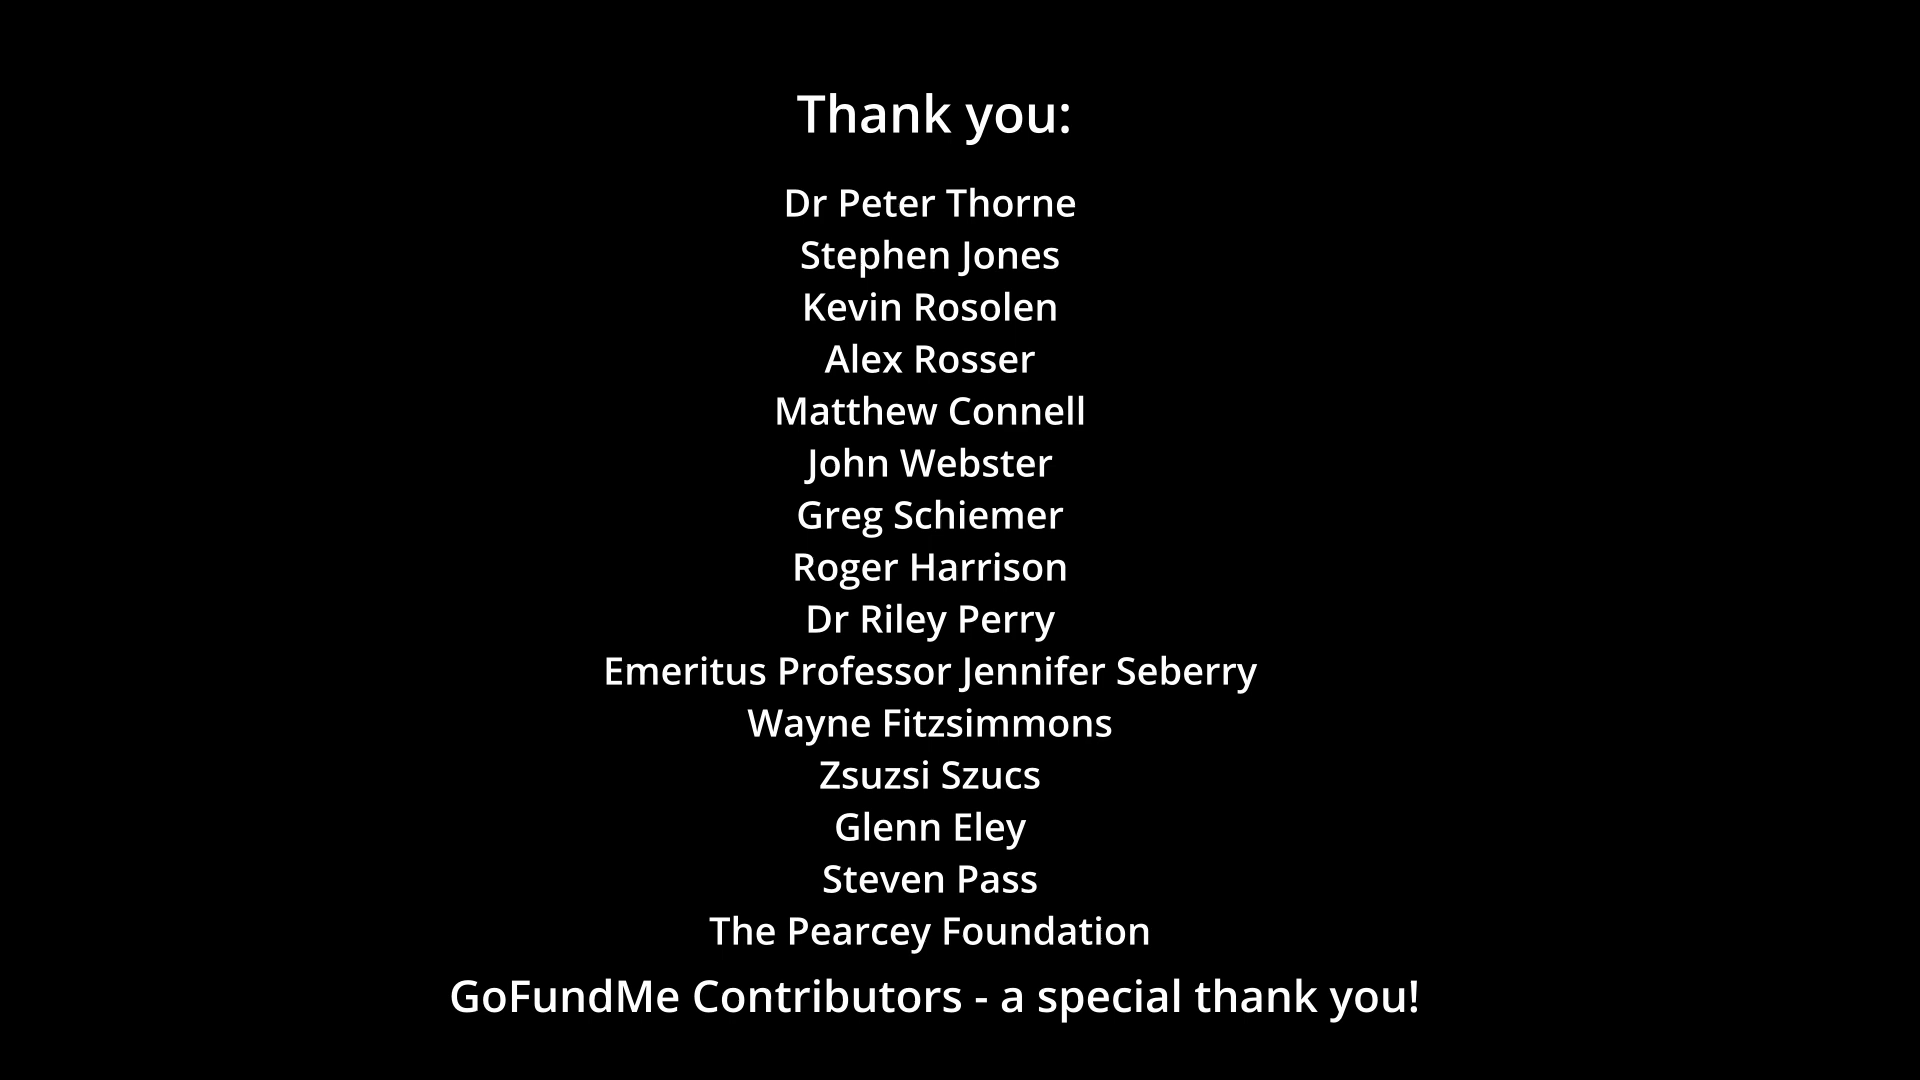 Thank you:
Dr Peter Thorne
Stephen Jones
Kevin Rosolen
Alex Rosser
Matthew Connell
John Webster
Greg Schiemer
Roger Harrison
Dr Riley Perry
Emeritus Professor Jennifer Seberry
Wayne Fitzsimmons
Zsuzsi Szucs
Glenn Eley
Steven Pass
The Pearcey Foundation
GoFundMe Contributors - a special thank you!